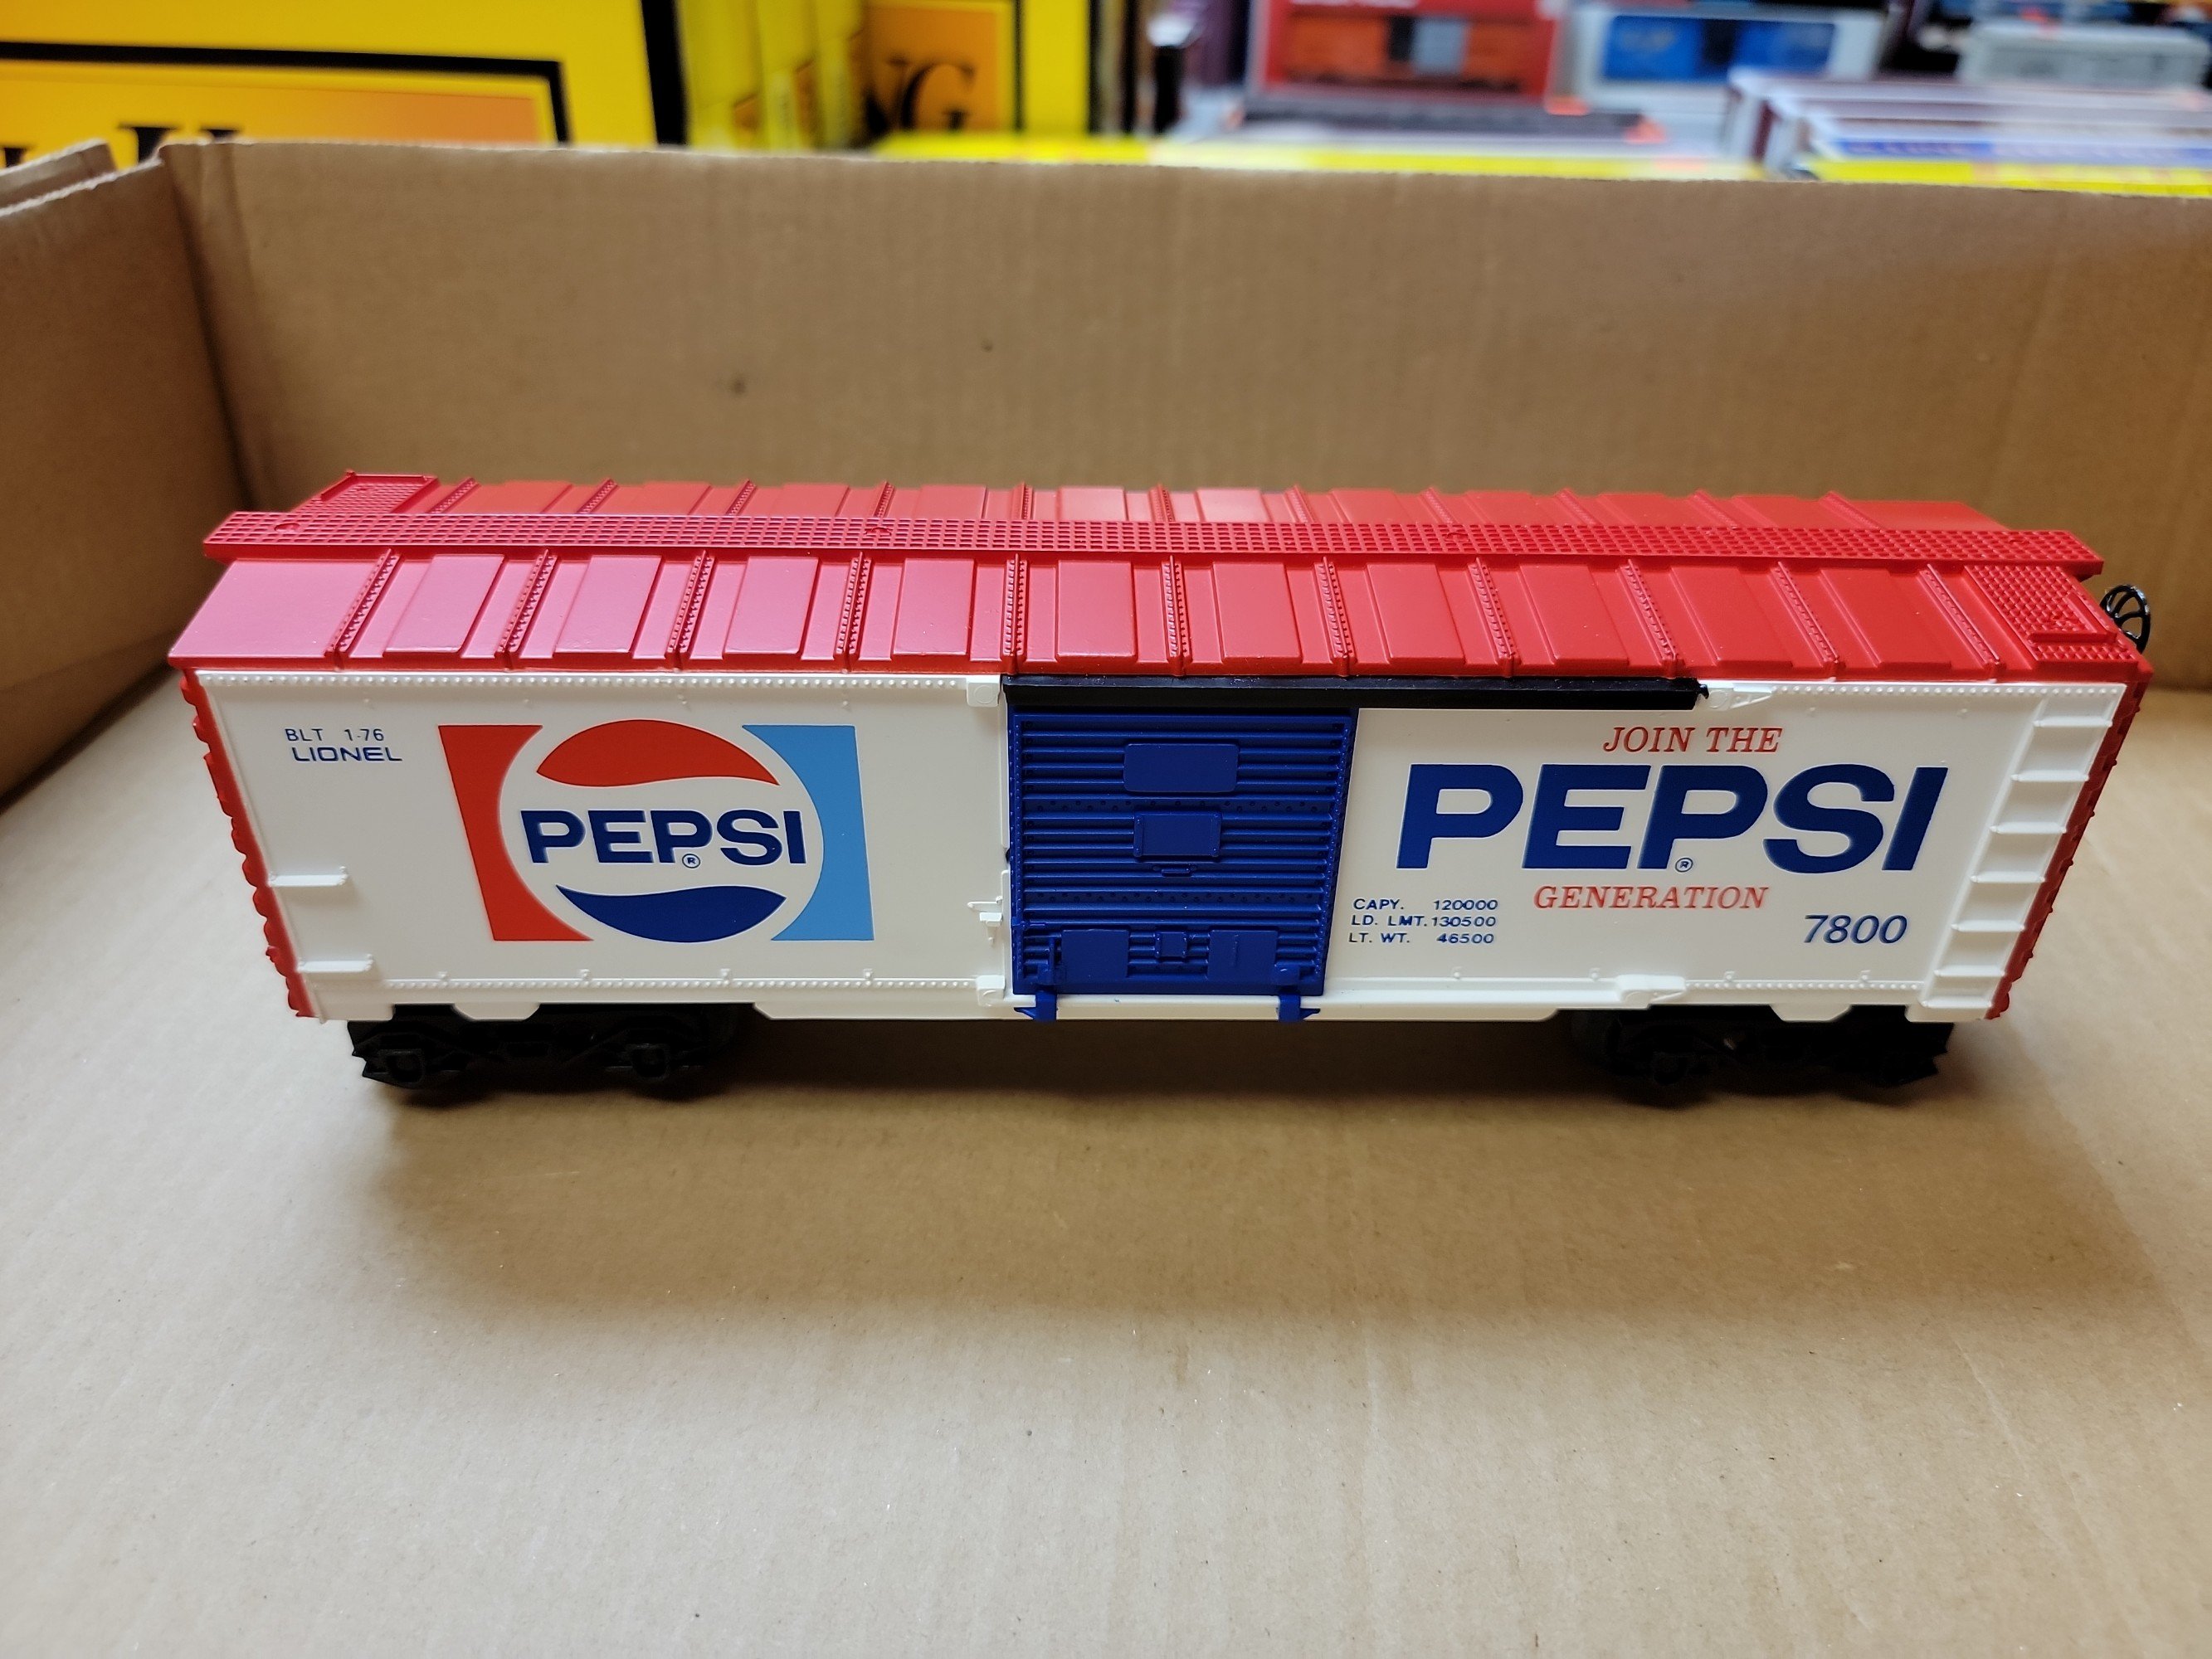 BLT 1-76
LIONEL
PEPSI
®
JOIN THE
PEPSI
®
GENERATION
CAPY. 120000
LD. LMT. 130500
LT. WT. 46500
7800